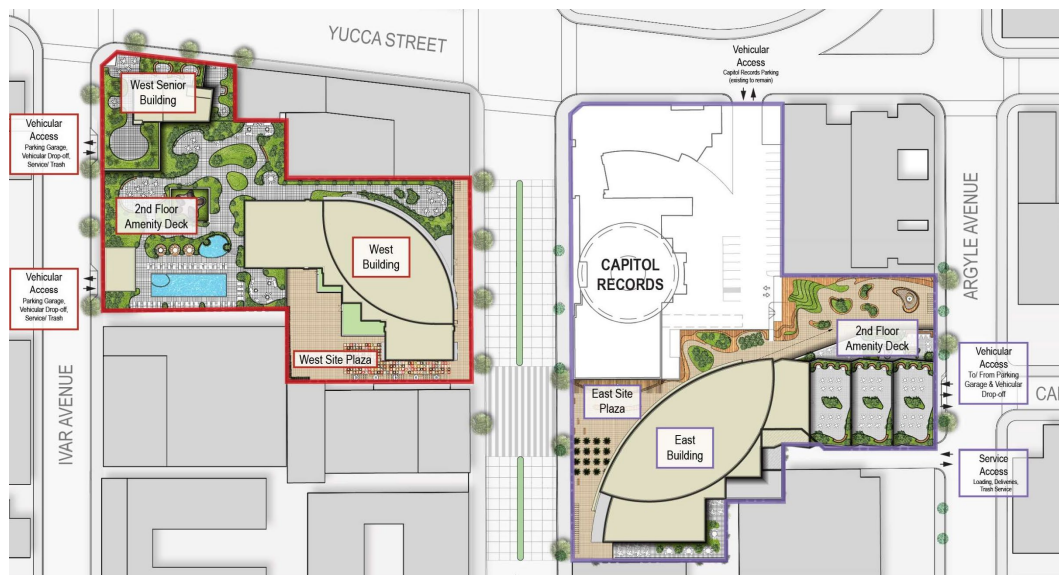 YUCCA STREET
Vehicular
Access
Capitol Records Parking
(existing to remain)
West Senior
Building
Vehicular
Access
Parking Garage,
Vehicular Drop-off,
Service/ Trash
2nd Floor
Amenity Deck
West
Building
Vehicular
Access
Parking Garage,
Vehicular Drop-off,
Service/ Trash
West Site Plaza
IVAR AVENUE
CAPITOL
RECORDS
ARGYLE AVENUE
2nd Floor
Amenity Deck
Vehicular
Access
To/ From Parking
Garage & Vehicular
Drop-off
East Site
Plaza
East
Building
Service
Access
Loading, Deliveries,
Trash Service